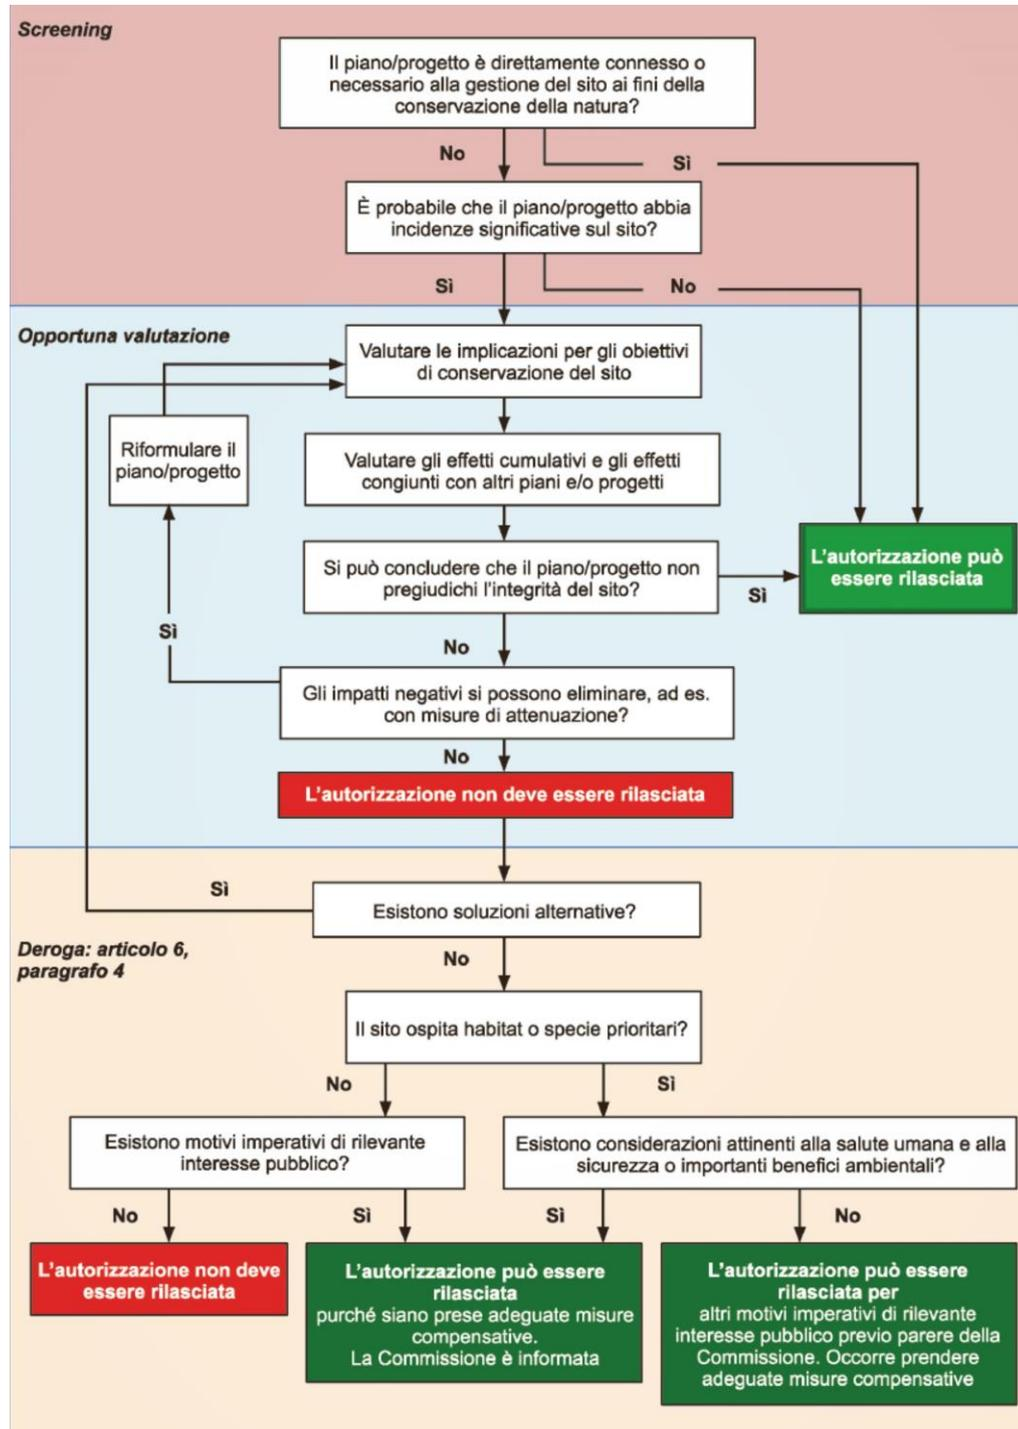 Screening
Il piano/progetto è direttamente connesso o
necessario alla gestione del sito ai fini della
conservazione della natura?
No
Sì
È probabile che il piano/progetto abbia
incidenze significative sul sito?
Sì
No
Opportuna valutazione
Valutare le implicazioni per gli obiettivi
di conservazione del sito
Riformulare il
piano/progetto
Valutare gli effetti cumulativi e gli effetti
congiunti con altri piani e/o progetti
L'autorizzazione può
essere rilasciata
Si può concludere che il piano/progetto non
pregiudichi l'integrità del sito?
Sì
Sì
No
Gli impatti negativi si possono eliminare, ad es.
con misure di attenuazione?
No
L'autorizzazione non deve essere rilasciata
Sì
Esistono soluzioni alternative?
Deroga: articolo 6,
paragrafo 4
No
Il sito ospita habitat o specie prioritari?
No
Sì
Esistono motivi imperativi di rilevante
interesse pubblico?
Esistono considerazioni attinenti alla salute umana e alla
sicurezza o importanti benefici ambientali?
No
Sì
Sì
No
L'autorizzazione non deve
essere rilasciata
L'autorizzazione può essere
rilasciata
purché siano prese adeguate misure
compensative.
La Commissione è informata
L'autorizzazione può essere
rilasciata per
altri motivi imperativi di rilevante
interesse pubblico previo parere della
Commissione. Occorre prendere
adeguate misure compensative